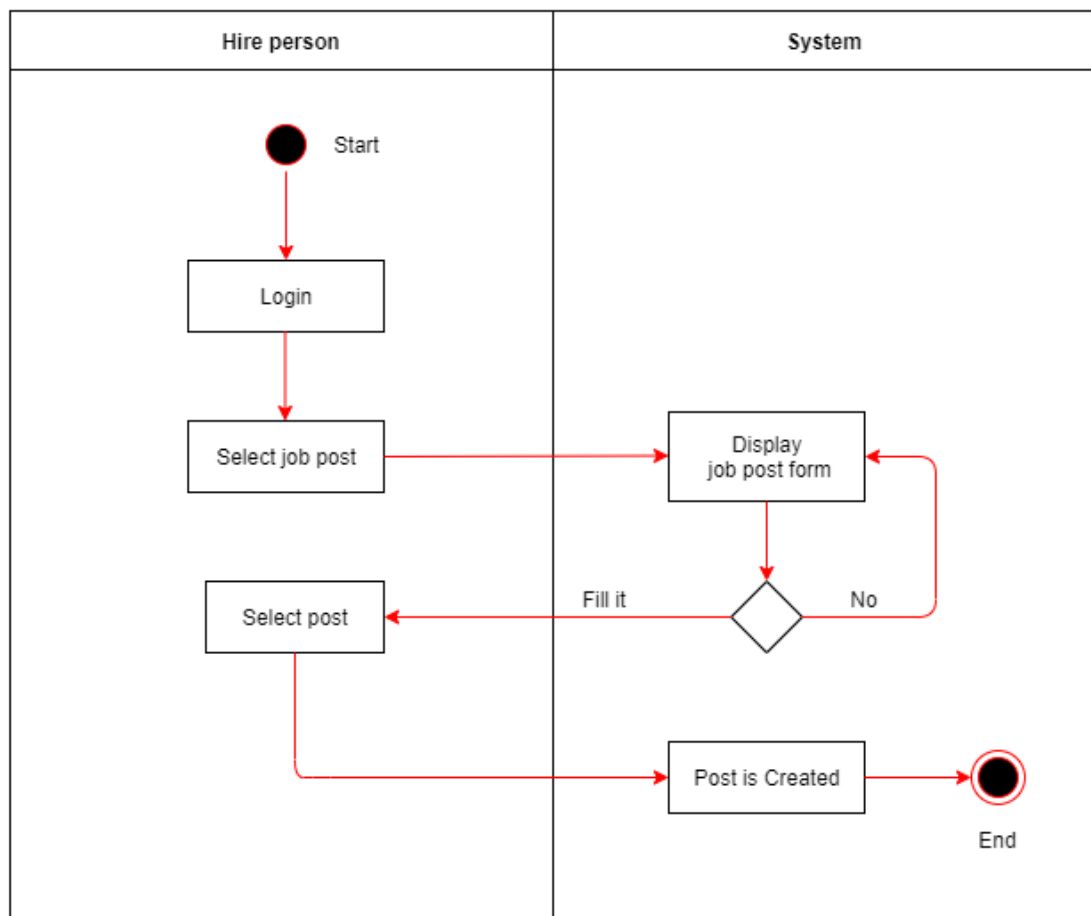 Hire person
System
Start
Login
Select job post
Display
job post form
Select post
Fill it
No
Post is Created
End